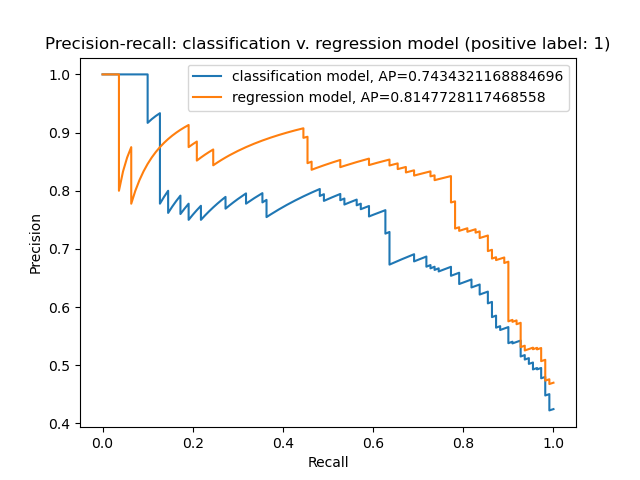 Precision-recall: classification v. regression model (positive label: 1)
classification model, AP=0.7434321168884696
regression model, AP=0.8147728117468558
1.0
0.9
0.8
0.7
0.6
0.5
0.4
Precision
0.0 0.2 0.4 0.6 0.8 1.0
Recall